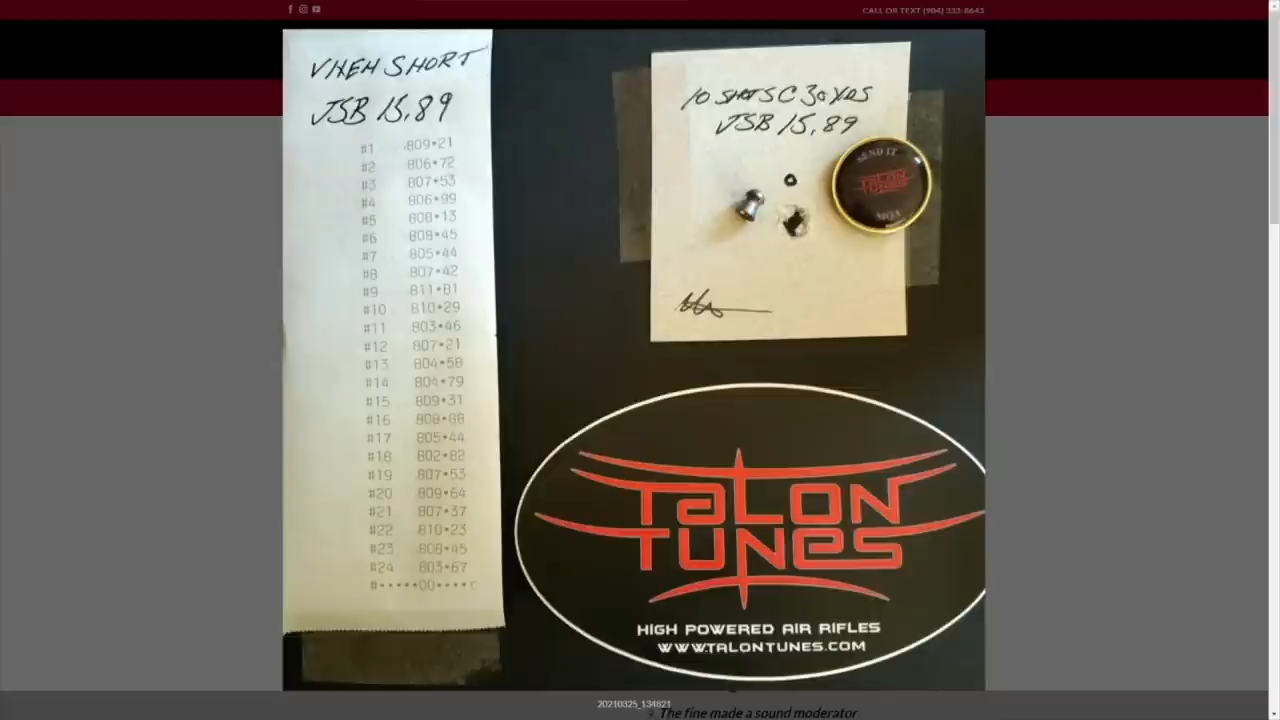 CALL OR TEXT (904) 333-8643
VHEH SHORT
JSB 15.89
#1 809•21
#2 806•72
#3 807•53
#4 806•99
#5 808•13
#6 808•45
#7 805•44
#8 807•42
#9 811•81
#10 810•29
#11 803•46
#12 807•21
#13 804•58
#14 804•79
#15 809•31
#16 808•88
#17 805•44
#18 802•82
#19 807•53
#20 809•64
#21 807•37
#22 810•23
#23 808•45
#24 803•67
10 SHOTS @ 30 YDS
JSB 15.89
SEND IT
TALON
TUNES
MOA
TALON
TUNES
HIGH POWERED AIR RIFLES
WWW.TALONTUNES.COM
20210325_134821
The fine made a sound moderator